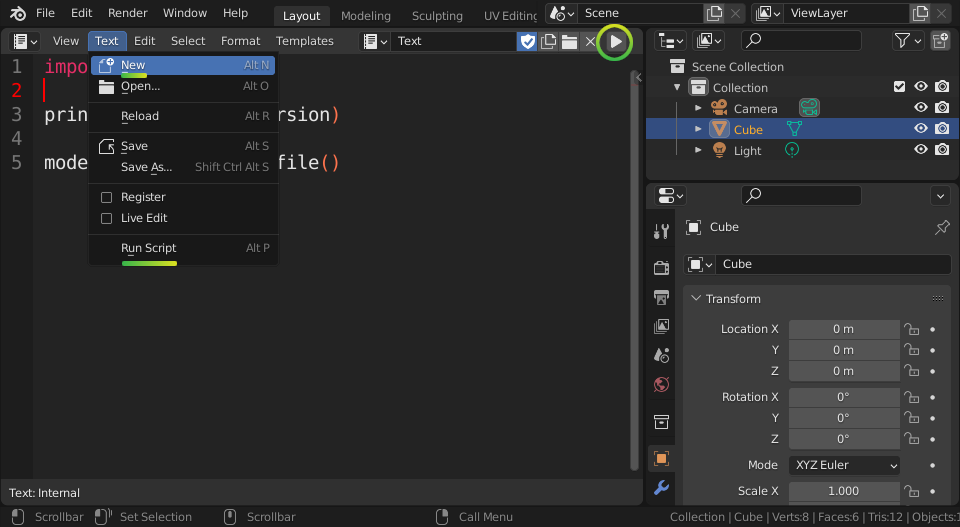 File Edit Render Window Help Layout Modeling Sculpting UV Editing Scene ViewLayer
View Text Edit Select Format Templates Text
1 impo
2
3 prin rsion)
4
5 mode file()
New Alt N
Open... Alt O
Reload Alt R
Save Alt S
Save As... Shift Ctrl Alt S
Register
Live Edit
Run Script Alt P
Text: Internal
Scene Collection
Collection
Camera
Cube
Light
Cube
Cube
Transform
Location X 0 m
Y 0 m
Z 0 m
Rotation X 0°
Y 0°
Z 0°
Mode XYZ Euler
Scale X 1.000
Scrollbar Set Selection Scrollbar Call Menu Collection | Cube | Verts:8 | Faces:6 | Tris:12 | Objects:1